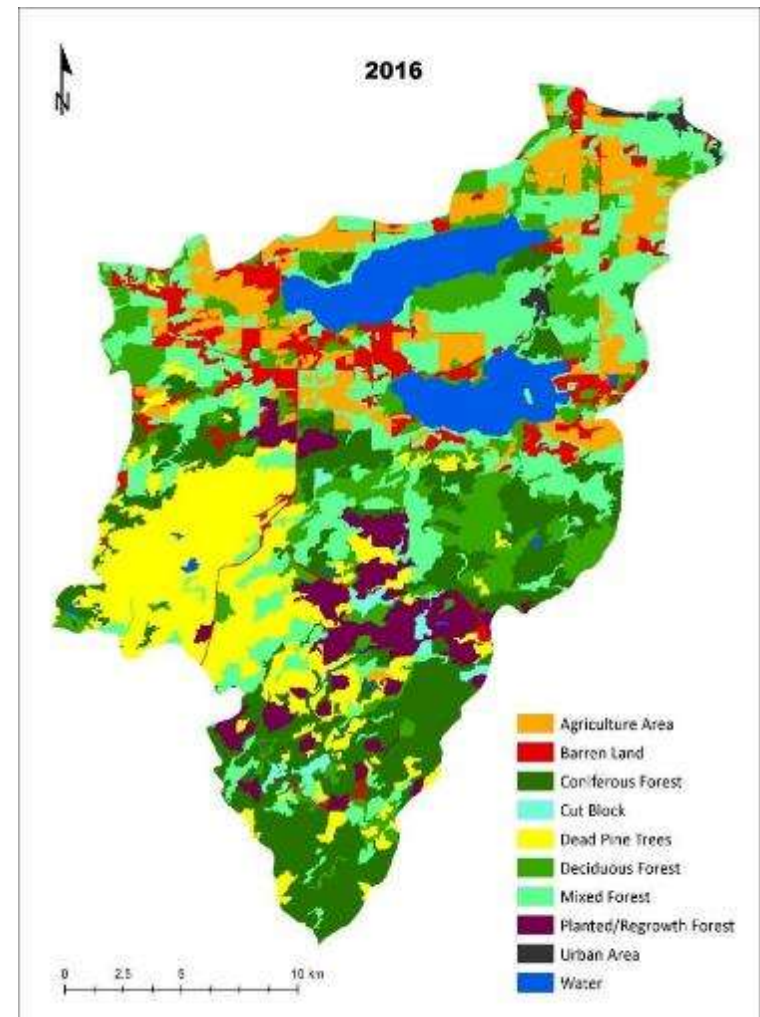 2016
N
Agriculture Area
Barren Land
Coniferous Forest
Cut Block
Dead Pine Trees
Deciduous Forest
Mixed Forest
Planted/Regrowth Forest
Urban Area
Water
0 2.5 5 10 km